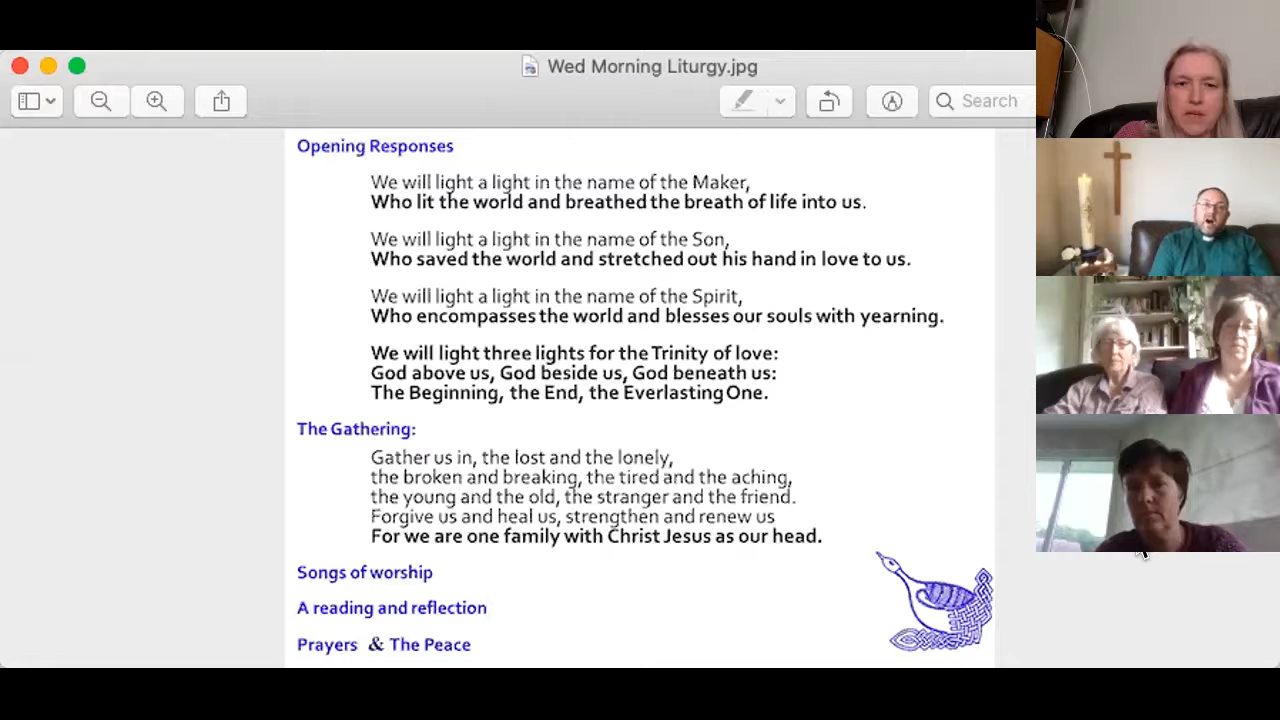 Wed Morning Liturgy.jpg
Search
Opening Responses
We will light a light in the name of the Maker,
Who lit the world and breathed the breath of life into us.
We will light a light in the name of the Son,
Who saved the world and stretched out his hand in love to us.
We will light a light in the name of the Spirit,
Who encompasses the world and blesses our souls with yearning.
We will light three lights for the Trinity of love:
God above us, God beside us, God beneath us:
The Beginning, the End, the Everlasting One.
The Gathering:
Gather us in, the lost and the lonely,
the broken and breaking, the tired and the aching,
the young and the old, the stranger and the friend.
Forgive us and heal us, strengthen and renew us
For we are one family with Christ Jesus as our head.
Songs of worship
A reading and reflection
Prayers & The Peace